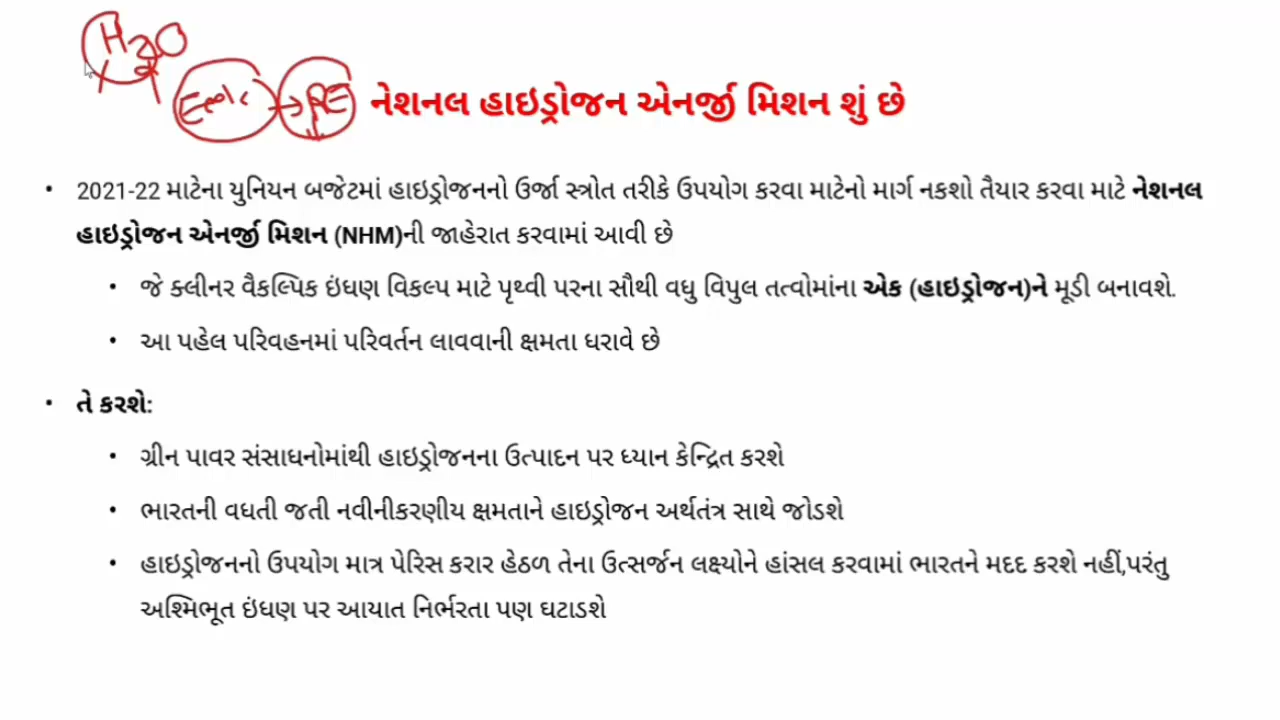 H2O
RE
નેશનલ હાઇડ્રોજન એનર્જી મિશન શું છે
• 2021-22 માટેના યુનિયન બજેટમાં હાઇડ્રોજનનો ઉર્જા સ્ત્રોત તરીકે ઉપયોગ કરવા માટેનો માર્ગ નકશો તૈયાર કરવા માટે નેશનલ
હાઇડ્રોજન એનર્જી મિશન (NHM)ની જાહેરાત કરવામાં આવી છે
• જે ક્લીનર વૈકલ્પિક ઇંધણ વિકલ્પ માટે પૃથ્વી પરના સૌથી વધુ વિપુલ તત્વોમાંના એક (હાઇડ્રોજન)ને મૂડી બનાવશે.
• આ પહેલ પરિવહનમાં પરિવર્તન લાવવાની ક્ષમતા ધરાવે છે
• તે કરશે:
• ગ્રીન પાવર સંસાધનોમાંથી હાઇડ્રોજનના ઉત્પાદન પર ધ્યાન કેન્દ્રિત કરશે
• ભારતની વધતી જતી નવીનીકરણીય ક્ષમતાને હાઇડ્રોજન અર્થતંત્ર સાથે જોડશે
• હાઇડ્રોજનનો ઉપયોગ માત્ર પેરિસ કરાર હેઠળ તેના ઉત્સર્જન લક્ષ્યોને હાંસલ કરવામાં ભારતને મદદ કરશે નહીં,પરંતુ
અશ્મિભૂત ઇંધણ પર આયાત નિર્ભરતા પણ ઘટાડશે